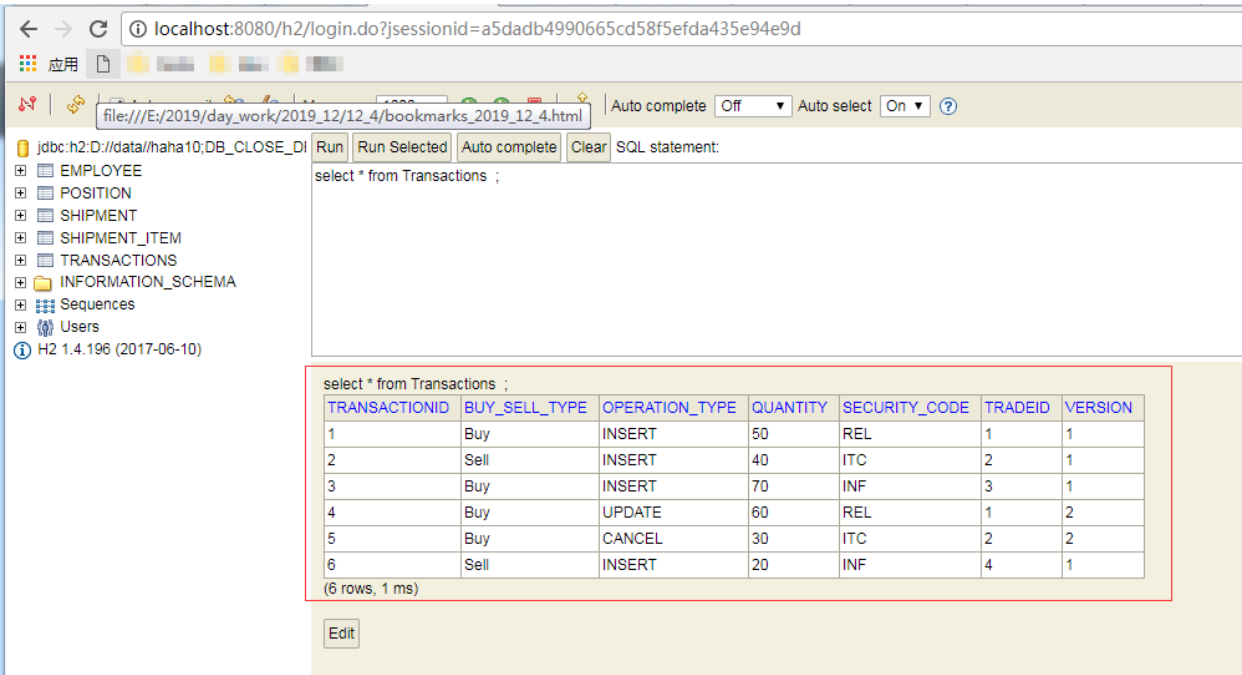 localhost:8080/h2/login.do?jsessionid=a5dadb4990665cd58f5efda435e94e9d
应用
file:///E:/2019/day_work/2019_12/12_4/bookmarks_2019_12_4.html
Auto complete Off Auto select On
jdbc:h2:D://data//haha10;DB_CLOSE_DE
EMPLOYEE
POSITION
SHIPMENT
SHIPMENT_ITEM
TRANSACTIONS
INFORMATION_SCHEMA
Sequences
Users
H2 1.4.196 (2017-06-10)
Run Run Selected Auto complete Clear SQL statement:
select * from Transactions ;
select * from Transactions ;
TRANSACTIONID BUY_SELL_TYPE OPERATION_TYPE QUANTITY SECURITY_CODE TRADEID VERSION
1 Buy INSERT 50 REL 1 1
2 Sell INSERT 40 ITC 2 1
3 Buy INSERT 70 INF 3 1
4 Buy UPDATE 60 REL 1 2
5 Buy CANCEL 30 ITC 2 2
6 Sell INSERT 20 INF 4 1
(6 rows, 1 ms)
Edit